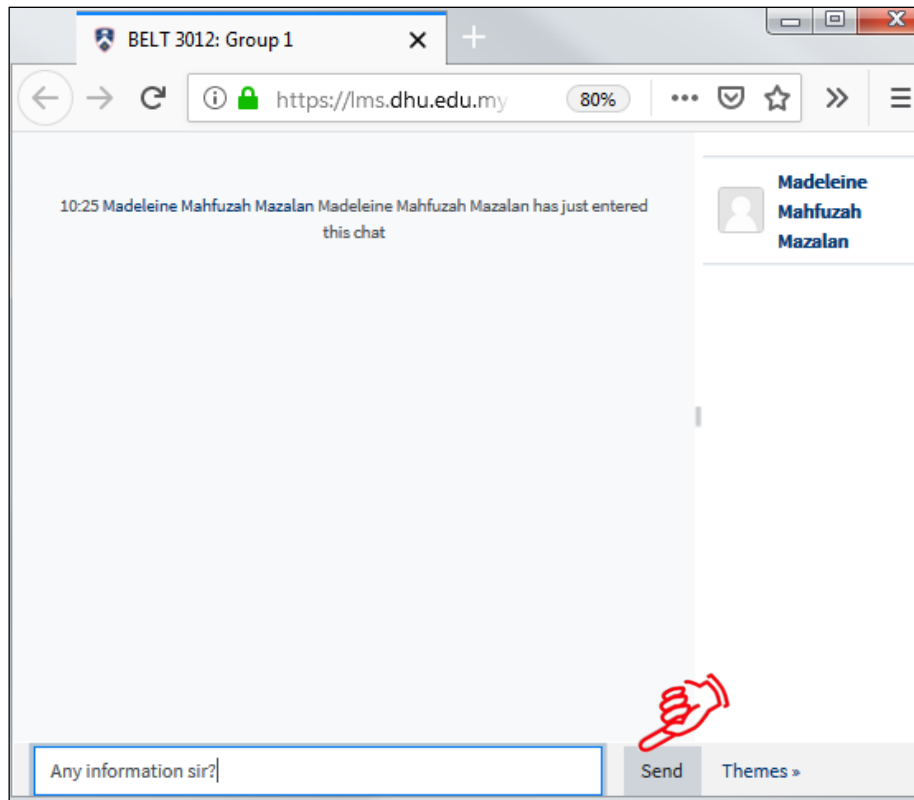 BELT 3012: Group 1
https://lms.dhu.edu.my
80%
10:25 Madeleine Mahfuzah Mazalan Madeleine Mahfuzah Mazalan has just entered
this chat
Madeleine
Mahfuzah
Mazalan
Any information sir?
Send Themes »